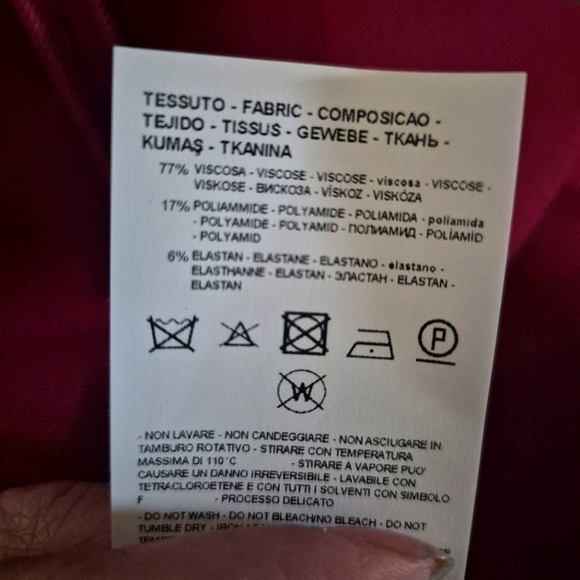 TESSUTO - FABRIC - COMPOSICAO -
TEJIDO - TISSUS - GEWEBE - ТКАНЬ -
KUMAŞ - TKANINA
77% VISCOSA - VISCOSE - VISCOSE - viscosa - VISCOSE -
VISKOSE - ВИСКОЗА - VİSKOZ - VISKÓZA
17% POLIAMMIDE - POLYAMIDE - POLIAMIDA - poliamida
- POLYAMIDE - POLYAMID - ПОЛИАМИД - POLİAMİD
- POLYAMID
6% ELASTAN - ELASTANE - ELASTANO - elastano -
ELASTHANNE - ELASTAN - ЭЛАСТАН - ELASTAN -
ELASTAN
P
W
- NON LAVARE - NON CANDEGGIARE - NON ASCIUGARE IN
TAMBURO ROTATIVO - STIRARE CON TEMPERATURA
MASSIMA DI 110°C - STIRARE A VAPORE PUO'
CAUSARE UN DANNO IRREVERSIBILE - LAVABILE CON
TETRACLOROETENE E CON TUTTI I SOLVENTI CON SIMBOLO
F - PROCESSO DELICATO
- DO NOT WASH - DO NOT BLEACH/NO BLEACH - DO NOT
TUMBLE DRY - IRON